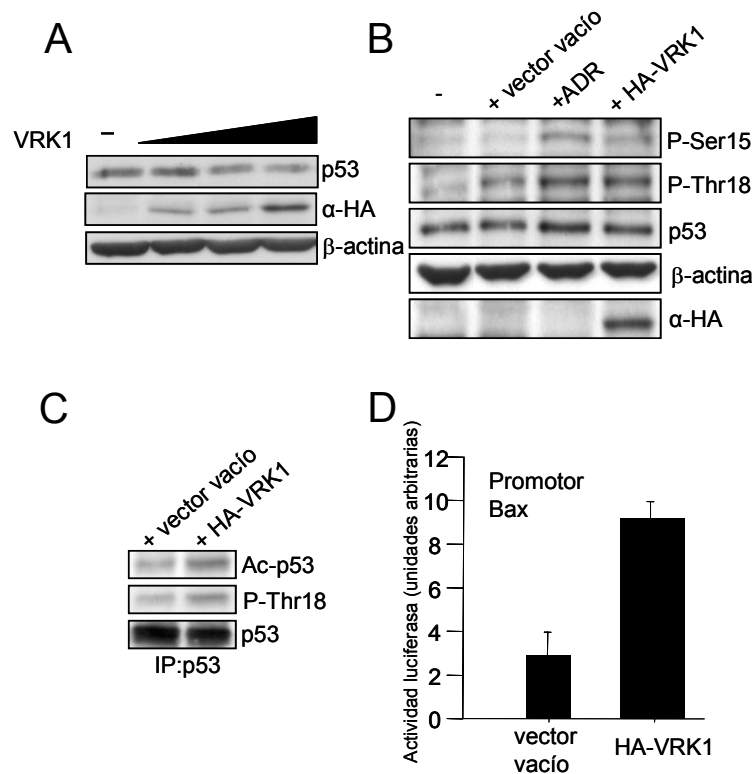 A
VRK1
–
p53
α-HA
β-actina
B
-
+ vector vacío
+ADR
+ HA-VRK1
P-Ser15
P-Thr18
p53
β-actina
α-HA
C
+ vector vacío
+ HA-VRK1
Ac-p53
P-Thr18
p53
IP:p53
D
Actividad luciferasa (unidades arbitrarias)
12
10
8
6
4
2
0
Promotor
Bax
vector
vacío
HA-VRK1